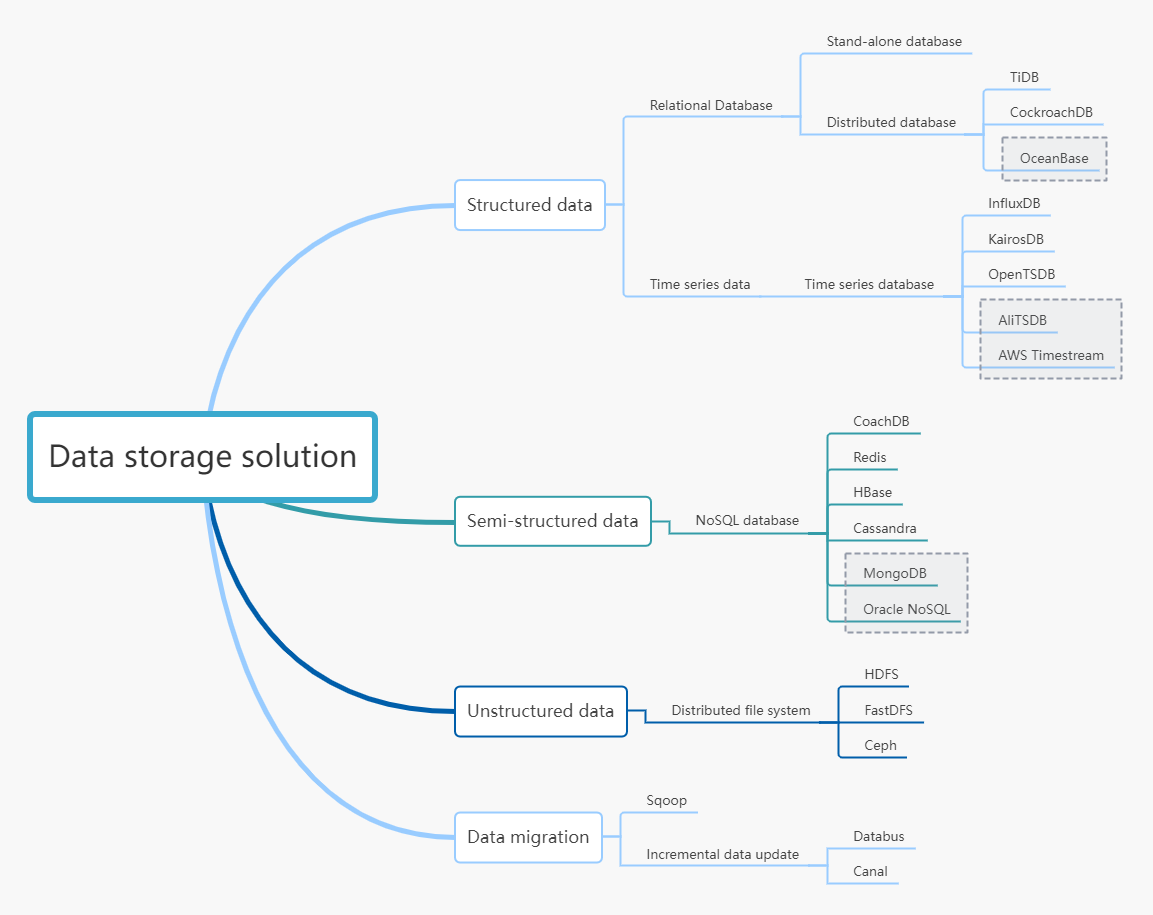 Data storage solution
Structured data
Relational Database
Stand-alone database
Distributed database
TiDB
CockroachDB
OceanBase
Time series data
Time series database
InfluxDB
KairosDB
OpenTSDB
AliTSDB
AWS Timestream
Semi-structured data
NoSQL database
CoachDB
Redis
HBase
Cassandra
MongoDB
Oracle NoSQL
Unstructured data
Distributed file system
HDFS
FastDFS
Ceph
Data migration
Sqoop
Incremental data update
Databus
Canal